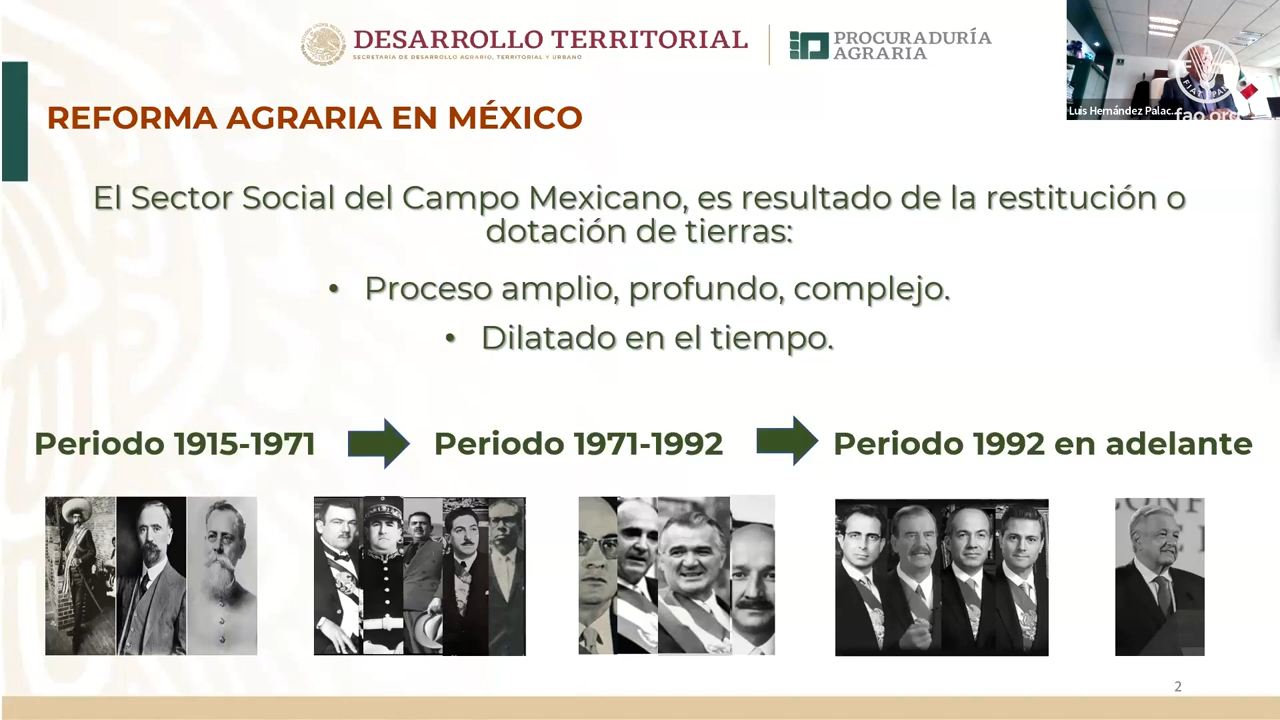 DESARROLLO TERRITORIAL
SECRETARÍA DE DESARROLLO AGRARIO, TERRITORIAL Y URBANO
PROCURADURÍA
AGRARIA
Luis Hernández Palac...
FIAT PANIS
fao.org
REFORMA AGRARIA EN MÉXICO
El Sector Social del Campo Mexicano, es resultado de la restitución o
dotación de tierras:
• Proceso amplio, profundo, complejo.
• Dilatado en el tiempo.
Periodo 1915-1971
Periodo 1971-1992
Periodo 1992 en adelante
2